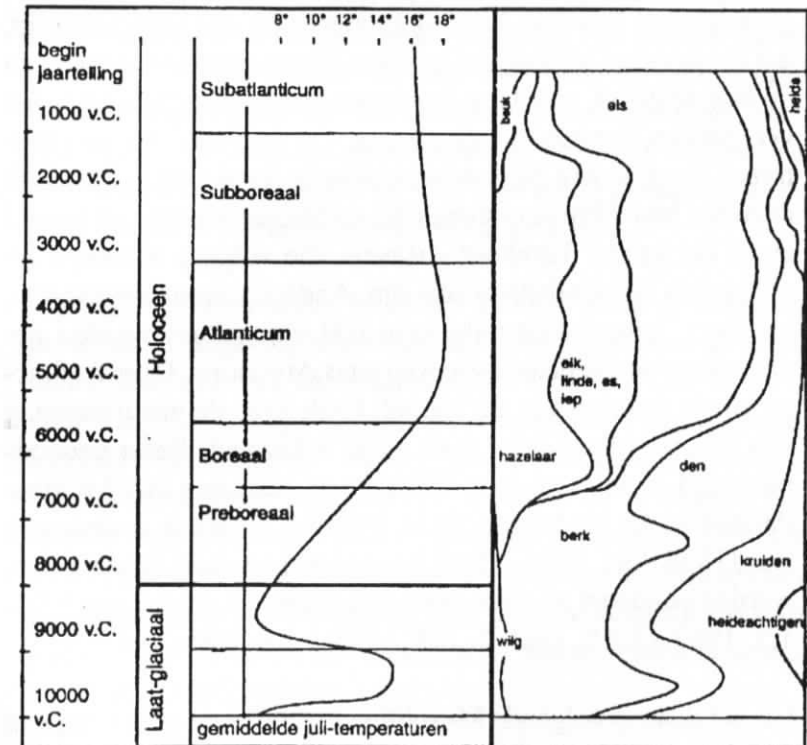 8° 10° 12° 14° 16° 18°
begin
jaartelling
1000 v.C.
2000 v.C.
3000 v.C.
4000 v.C.
5000 v.C.
6000 v.C.
7000 v.C.
8000 v.C.
9000 v.C.
10000
v.C.
Holoceen
Laat-glaciaal
Subatlanticum
Subboreaal
Atlanticum
Boreaal
Preboreaal
gemiddelde juli-temperaturen
beuk
els
heide
eik,
linde, es,
iep
hazelaar
den
berk
kruiden
wilg
heideachtigen